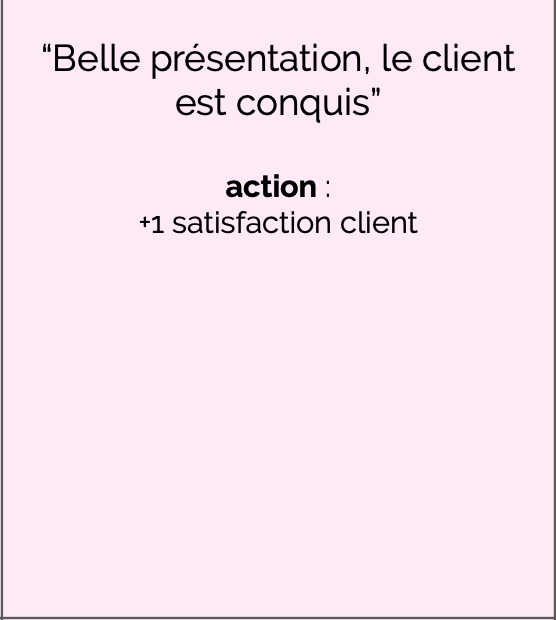 “Belle présentation, le client
est conquis”
action :
+1 satisfaction client